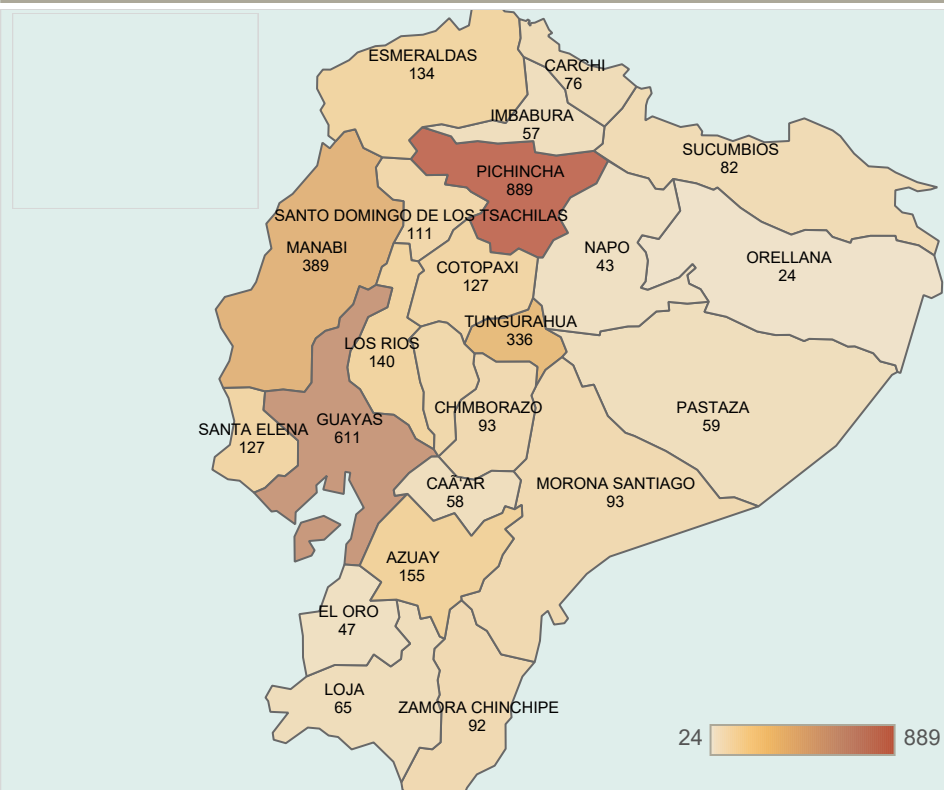 ESMERALDAS
134
CARCHI
76
IMBABURA
57
SUCUMBIOS
82
PICHINCHA
889
SANTO DOMINGO DE LOS TSACHILAS
111
MANABI
389
NAPO
43
ORELLANA
24
COTOPAXI
127
TUNGURAHUA
336
LOS RIOS
140
CHIMBORAZO
93
PASTAZA
59
SANTA ELENA
127
GUAYAS
611
CAÃAR
58
MORONA SANTIAGO
93
AZUAY
155
EL ORO
47
LOJA
65
ZAMORA CHINCHIPE
92
24
889